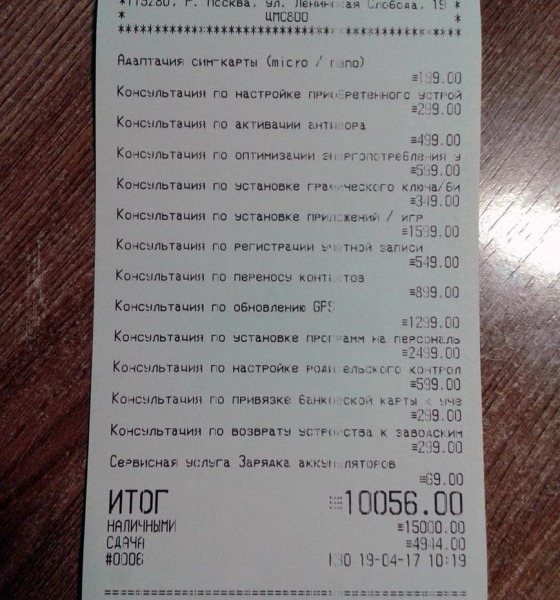 *115280, г. Москва, ул. Ленинская Слобода, 19 *
* ЦМС800 *
************************************************
Адаптация сим-карты (micro / nano)
≡199.00
Консультация по настройке приобретенного устрой
≡299.00
Консультация по активации антивора
≡499.00
Консультация по оптимизации энергопотребления у
≡599.00
Консультация по установке графического ключа/би
≡349.00
Консультация по установке приложений / игр
≡1599.00
Консультация по регистрации учетной записи
≡549.00
Консультация по переносу контактов
≡899.00
Консультация по обновлению GPS
≡1299.00
Консультация по установке программ на персональ
≡2499.00
Консультация по настройке родительского контрол
≡599.00
Консультация по привязке банковской карты к уче
≡299.00
Консультация по возврату устройства к заводским
≡299.00
Сервисная услуга Зарядка аккумуляторов
≡69.00
ИТОГ ≡10056.00
НАЛИЧНЫМИ ≡15000.00
СДАЧА ≡4944.00
#0006 19-04-17 10:19
================================================